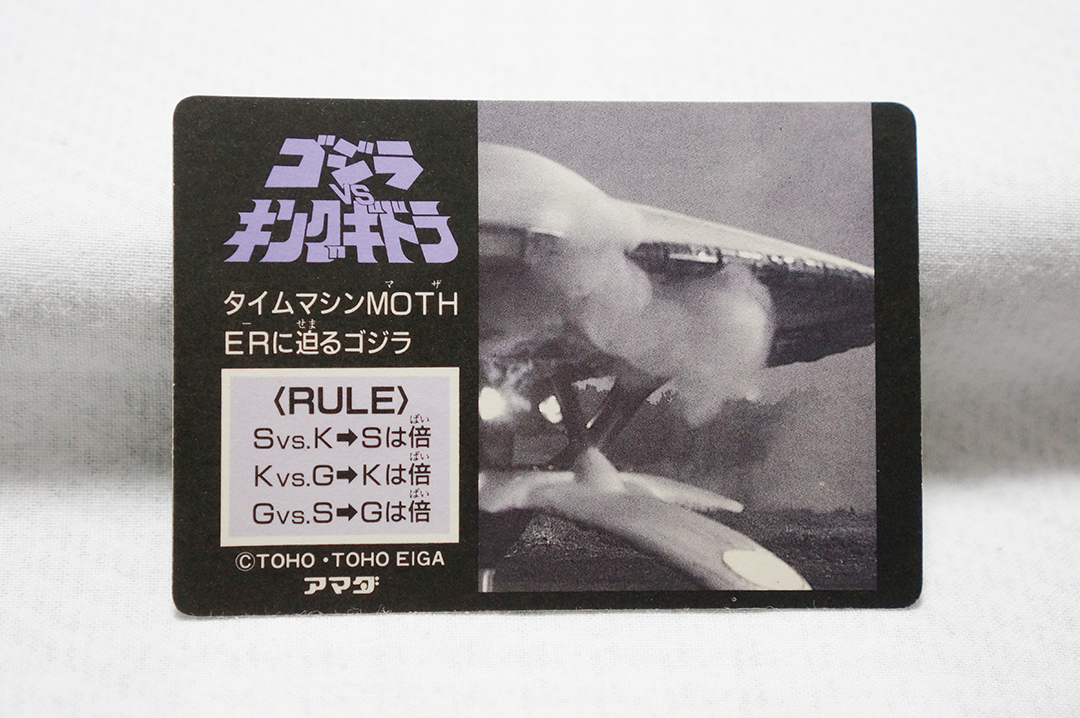 ゴジラ
VS
キングギドラ
タイムマシンMOTH
ERに迫るゴジラ
〈RULE〉
Svs.K➡Sは倍
Kvs.G➡Kは倍
Gvs.S➡Gは倍
©TOHO・TOHO EIGA
アマダ